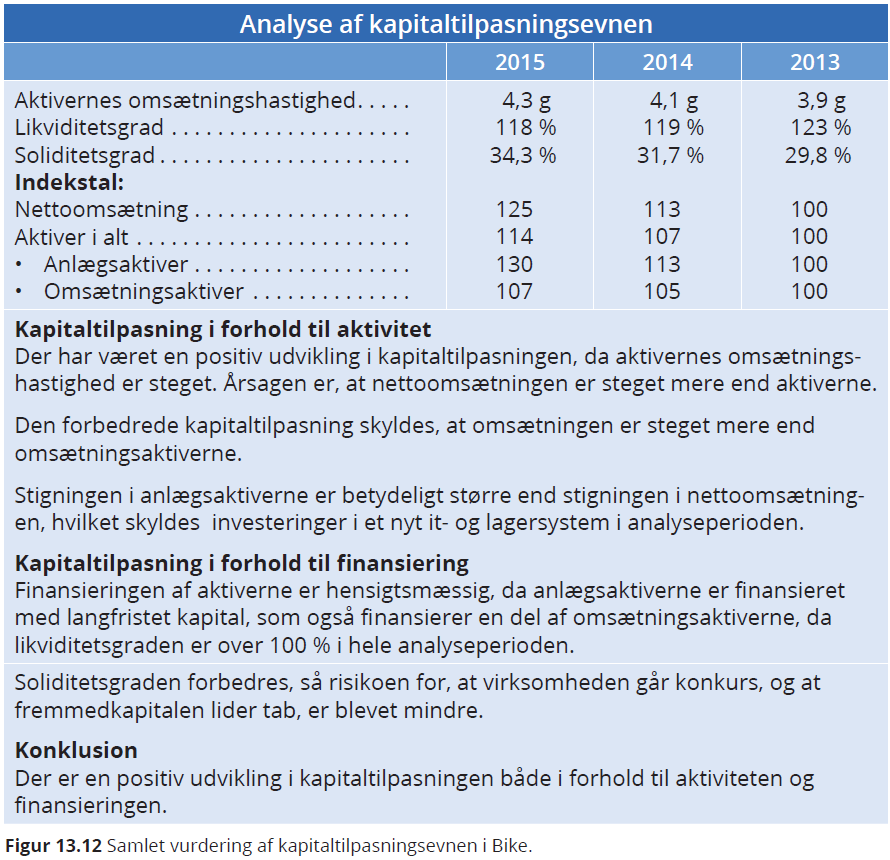 Analyse af kapitaltilpasningsevnen
2015 2014 2013
Aktivernes omsætningshastighed. . . . . 4,3 g 4,1 g 3,9 g
Likviditetsgrad . . . . . . . . . . . . . . . . . . . . 118 % 119 % 123 %
Soliditetsgrad . . . . . . . . . . . . . . . . . . . . . 34,3 % 31,7 % 29,8 %
Indekstal:
Nettoomsætning . . . . . . . . . . . . . . . . . . 125 113 100
Aktiver i alt . . . . . . . . . . . . . . . . . . . . . . . 114 107 100
• Anlægsaktiver . . . . . . . . . . . . . . . . . . 130 113 100
• Omsætningsaktiver . . . . . . . . . . . . . 107 105 100
Kapitaltilpasning i forhold til aktivitet
Der har været en positiv udvikling i kapitaltilpasningen, da aktivernes omsætnings-
hastighed er steget. Årsagen er, at nettoomsætningen er steget mere end aktiverne.
Den forbedrede kapitaltilpasning skyldes, at omsætningen er steget mere end
omsætningsaktiverne.
Stigningen i anlægsaktiverne er betydeligt større end stigningen i nettoomsætning-
en, hvilket skyldes investeringer i et nyt it- og lagersystem i analyseperioden.
Kapitaltilpasning i forhold til finansiering
Finansieringen af aktiverne er hensigtsmæssig, da anlægsaktiverne er finansieret
med langfristet kapital, som også finansierer en del af omsætningsaktiverne, da
likviditetsgraden er over 100 % i hele analyseperioden.
Soliditetsgraden forbedres, så risikoen for, at virksomheden går konkurs, og at
fremmedkapitalen lider tab, er blevet mindre.
Konklusion
Der er en positiv udvikling i kapitaltilpasningen både i forhold til aktiviteten og
finansieringen.
Figur 13.12 Samlet vurdering af kapitaltilpasningsevnen i Bike.